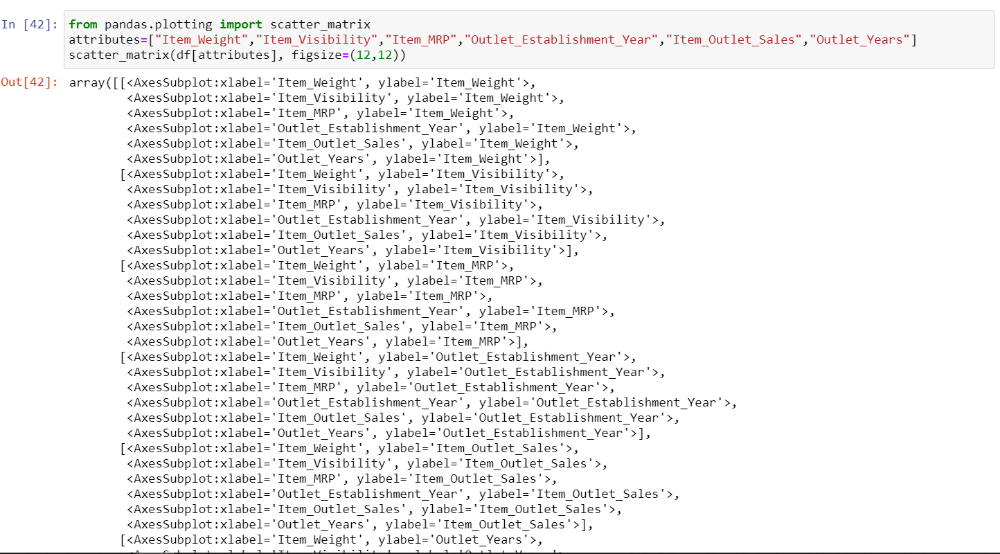 In [42]: from pandas.plotting import scatter_matrix
attributes=["Item_Weight","Item_Visibility","Item_MRP","Outlet_Establishment_Year","Item_Outlet_Sales","Outlet_Years"]
scatter_matrix(df[attributes], figsize=(12,12))
Out[42]: array([[<AxesSubplot:xlabel='Item_Weight', ylabel='Item_Weight'>,
<AxesSubplot:xlabel='Item_Visibility', ylabel='Item_Weight'>,
<AxesSubplot:xlabel='Item_MRP', ylabel='Item_Weight'>,
<AxesSubplot:xlabel='Outlet_Establishment_Year', ylabel='Item_Weight'>,
<AxesSubplot:xlabel='Item_Outlet_Sales', ylabel='Item_Weight'>,
<AxesSubplot:xlabel='Outlet_Years', ylabel='Item_Weight'>],
[<AxesSubplot:xlabel='Item_Weight', ylabel='Item_Visibility'>,
<AxesSubplot:xlabel='Item_Visibility', ylabel='Item_Visibility'>,
<AxesSubplot:xlabel='Item_MRP', ylabel='Item_Visibility'>,
<AxesSubplot:xlabel='Outlet_Establishment_Year', ylabel='Item_Visibility'>,
<AxesSubplot:xlabel='Item_Outlet_Sales', ylabel='Item_Visibility'>,
<AxesSubplot:xlabel='Outlet_Years', ylabel='Item_Visibility'>],
[<AxesSubplot:xlabel='Item_Weight', ylabel='Item_MRP'>,
<AxesSubplot:xlabel='Item_Visibility', ylabel='Item_MRP'>,
<AxesSubplot:xlabel='Item_MRP', ylabel='Item_MRP'>,
<AxesSubplot:xlabel='Outlet_Establishment_Year', ylabel='Item_MRP'>,
<AxesSubplot:xlabel='Item_Outlet_Sales', ylabel='Item_MRP'>,
<AxesSubplot:xlabel='Outlet_Years', ylabel='Item_MRP'>],
[<AxesSubplot:xlabel='Item_Weight', ylabel='Outlet_Establishment_Year'>,
<AxesSubplot:xlabel='Item_Visibility', ylabel='Outlet_Establishment_Year'>,
<AxesSubplot:xlabel='Item_MRP', ylabel='Outlet_Establishment_Year'>,
<AxesSubplot:xlabel='Outlet_Establishment_Year', ylabel='Outlet_Establishment_Year'>,
<AxesSubplot:xlabel='Item_Outlet_Sales', ylabel='Outlet_Establishment_Year'>,
<AxesSubplot:xlabel='Outlet_Years', ylabel='Outlet_Establishment_Year'>],
[<AxesSubplot:xlabel='Item_Weight', ylabel='Item_Outlet_Sales'>,
<AxesSubplot:xlabel='Item_Visibility', ylabel='Item_Outlet_Sales'>,
<AxesSubplot:xlabel='Item_MRP', ylabel='Item_Outlet_Sales'>,
<AxesSubplot:xlabel='Outlet_Establishment_Year', ylabel='Item_Outlet_Sales'>,
<AxesSubplot:xlabel='Item_Outlet_Sales', ylabel='Item_Outlet_Sales'>,
<AxesSubplot:xlabel='Outlet_Years', ylabel='Item_Outlet_Sales'>],
[<AxesSubplot:xlabel='Item_Weight', ylabel='Outlet_Years'>,